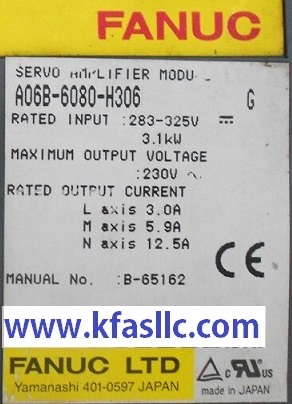 FANUC
SERVO AMPLIFIER MODU
A06B-6080-H306 G
RATED INPUT :283-325V ⎓
3.1kW
MAXIMUM OUTPUT VOLTAGE
:230V ~
RATED OUTPUT CURRENT
L axis 3.0A
M axis 5.9A
N axis 12.5A
CE
MANUAL No. :B-65162
www.kfasllc.com
FANUC LTD
Yamanashi 401-0597 JAPAN
c UR us
made in JAPAN